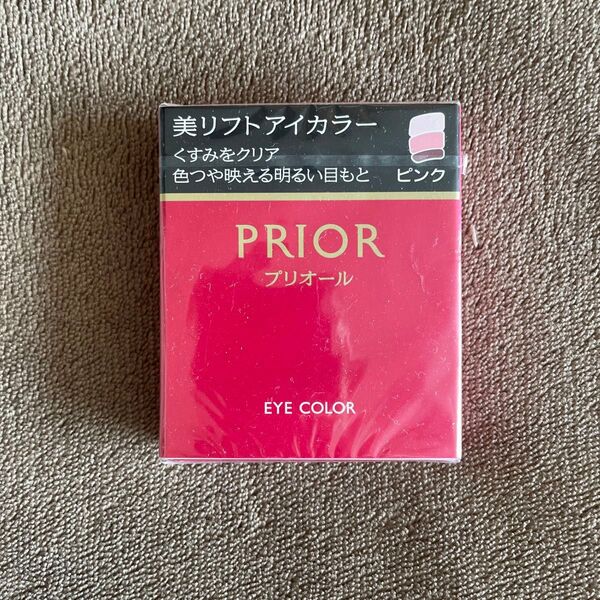 美リフトアイカラー
くすみをクリア
色つや映える明るい目もと
ピンク
PRIOR
プリオール
EYE COLOR